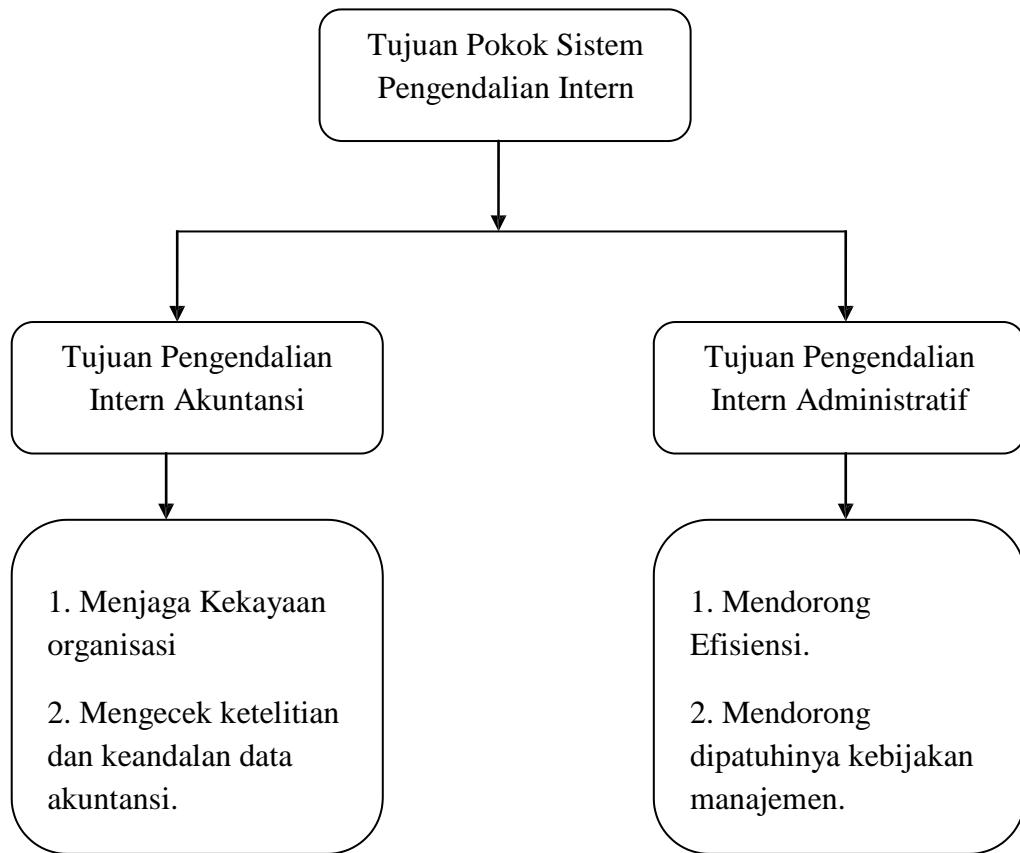 Tujuan Pokok Sistem
Pengendalian Intern
Tujuan Pengendalian
Intern Akuntansi
Tujuan Pengendalian
Intern Administratif
1. Menjaga Kekayaan
organisasi
2. Mengecek ketelitian
dan keandalan data
akuntansi.
1. Mendorong
Efisiensi.
2. Mendorong
dipatuhinya kebijakan
manajemen.